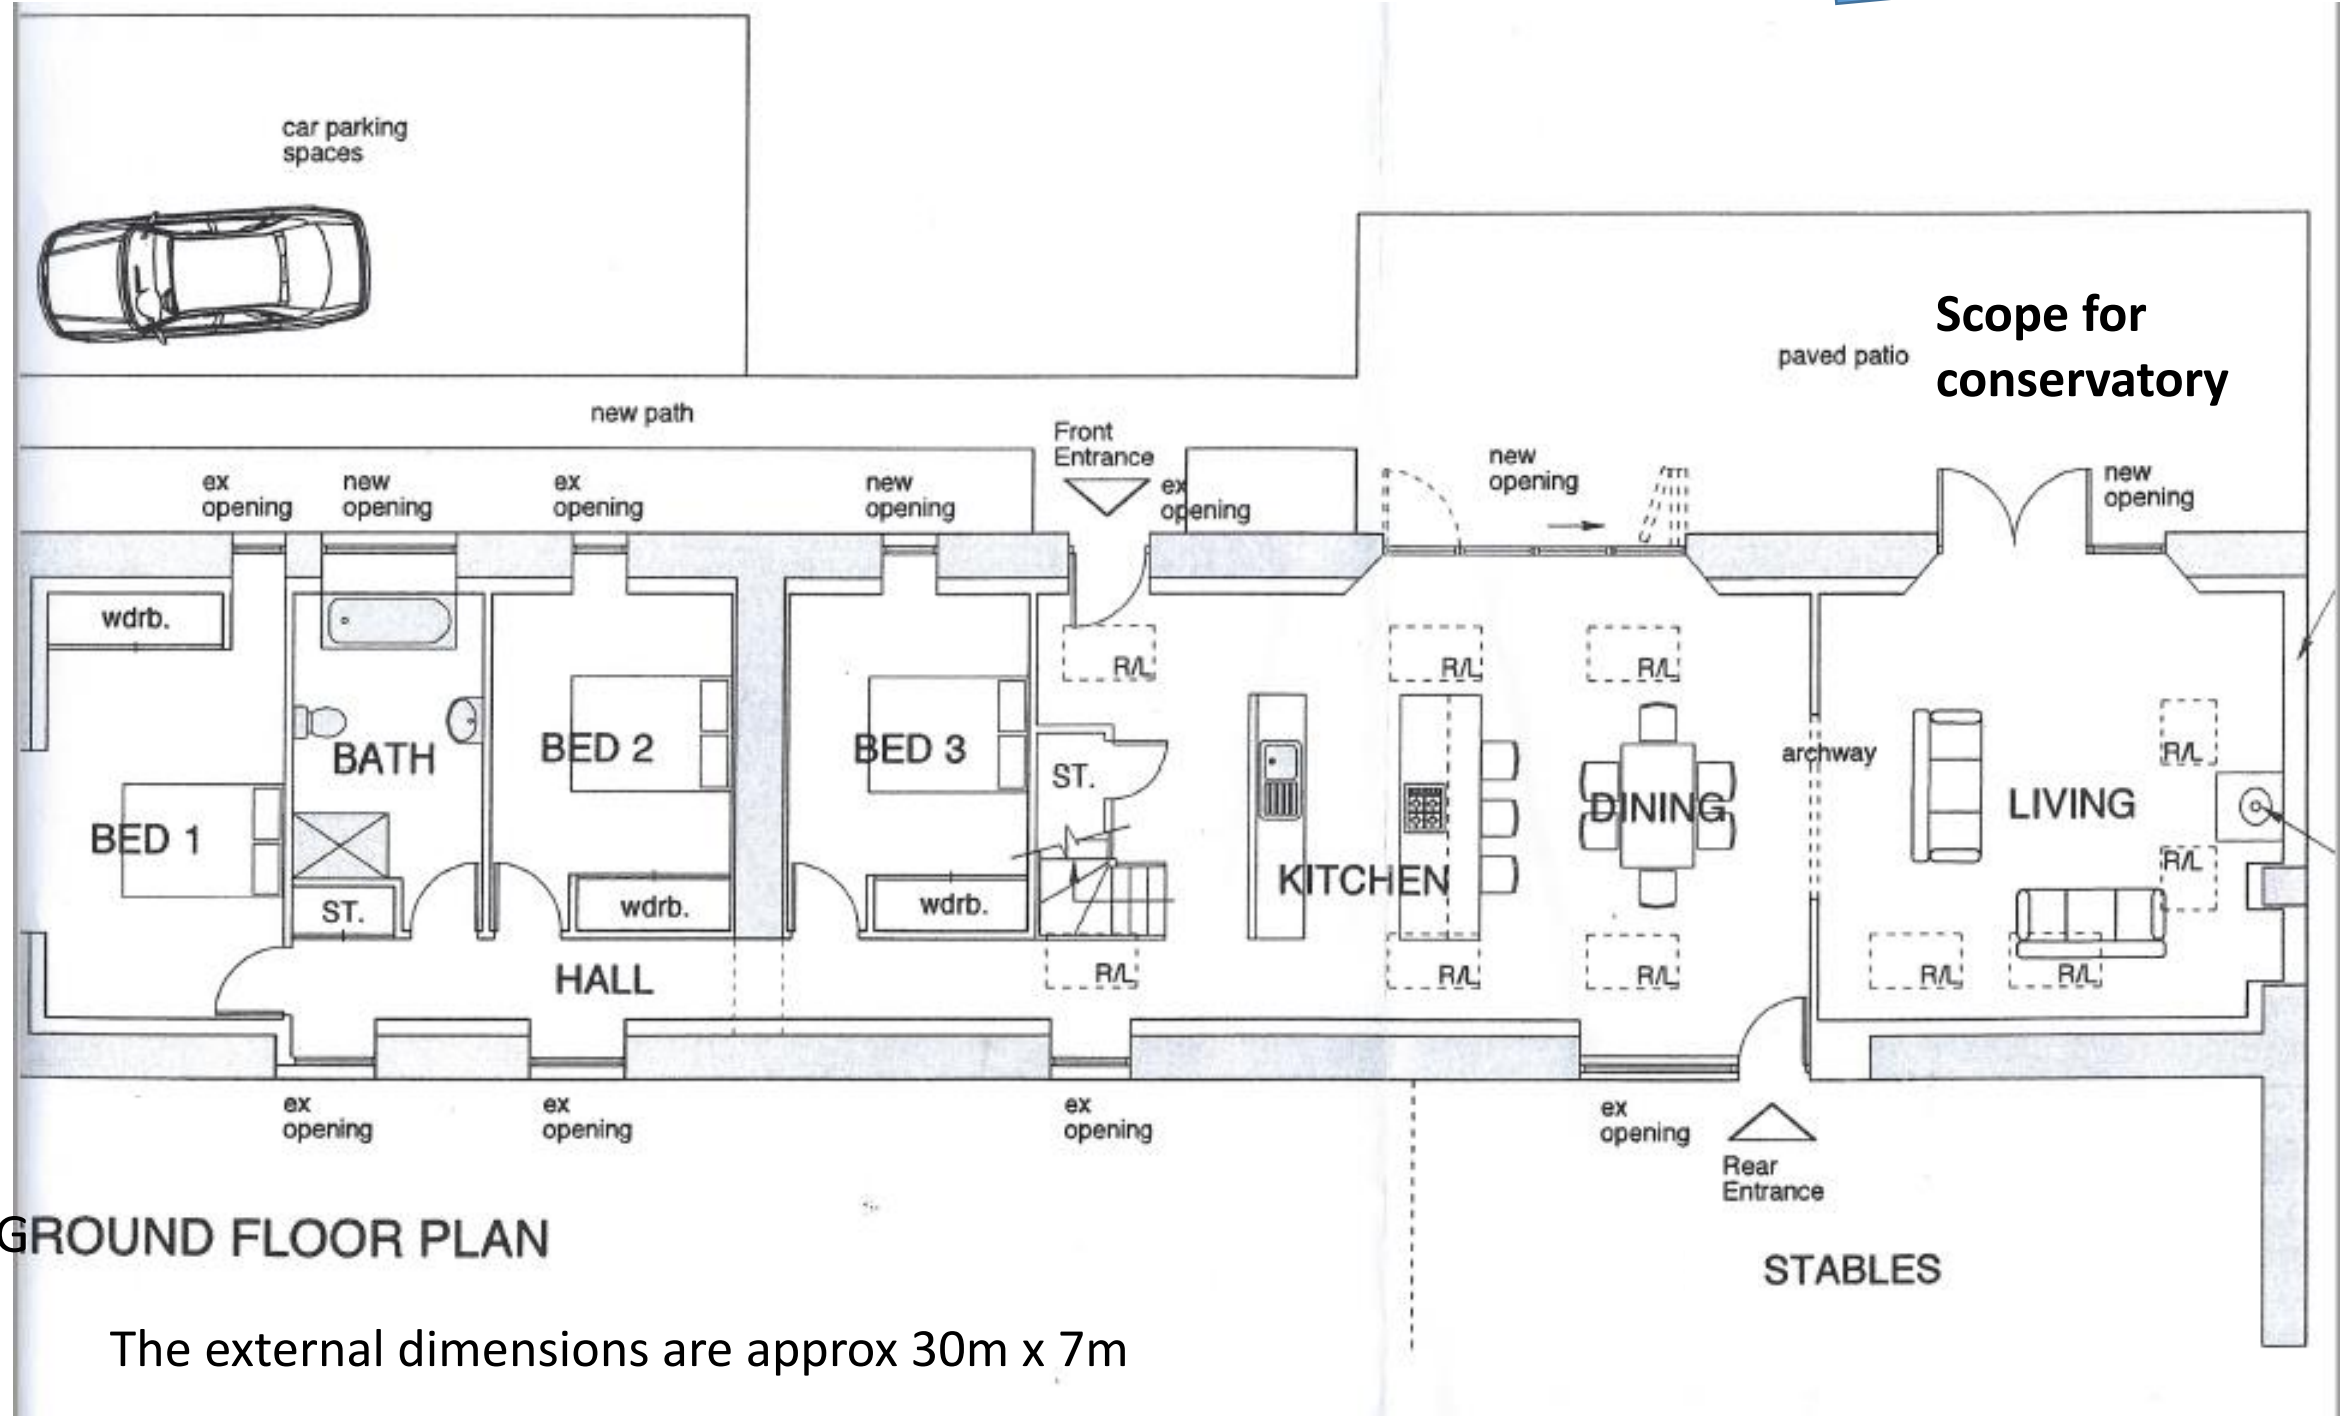 car parking
spaces
Scope for
conservatory
paved patio
new path
Front
Entrance
ex
opening
new
opening
ex
opening
new
opening
ex
opening
new
opening
new
opening
wdrb.
R/L
R/L
R/L
BATH
BED 2
BED 3
ST.
archway
R/L
BED 1
DINING
LIVING
KITCHEN
R/L
ST.
wdrb.
wdrb.
HALL
R/L
R/L
R/L
R/L
R/L
ex
opening
ex
opening
ex
opening
ex
opening
Rear
Entrance
GROUND FLOOR PLAN
STABLES
The external dimensions are approx 30m x 7m